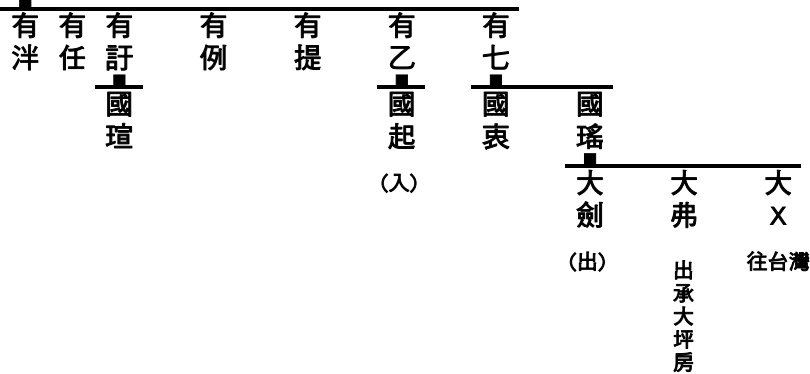 有泮
有任
有訏
有例
有提
有乙
有七
國瑄
國起
(入)
國衷
國瑤
大劍
(出)
大弗
出承大坪房
大X
往台灣